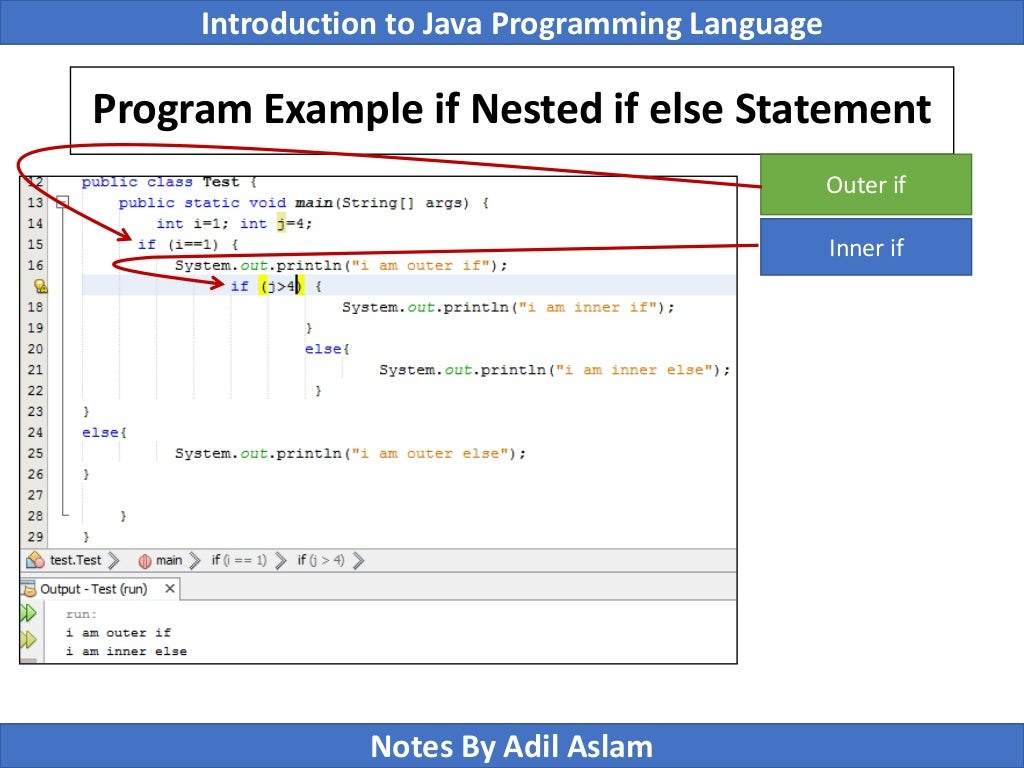 Introduction to Java Programming Language
Program Example if Nested if else Statement
Outer if
Inner if
12 public class Test {
13 public static void main(String[] args) {
14 int i=1; int j=4;
15 if (i==1) {
16 System.out.println("i am outer if");
if (j>4) {
18 System.out.println("i am inner if");
19 }
20 else{
21 System.out.println("i am inner else");
22 }
23 }
24 else{
25 System.out.println("i am outer else");
26 }
27
28 }
29 }
test.Test main if (i == 1) if (j > 4)
Output - Test (run)
run:
i am outer if
i am inner else
Notes By Adil Aslam